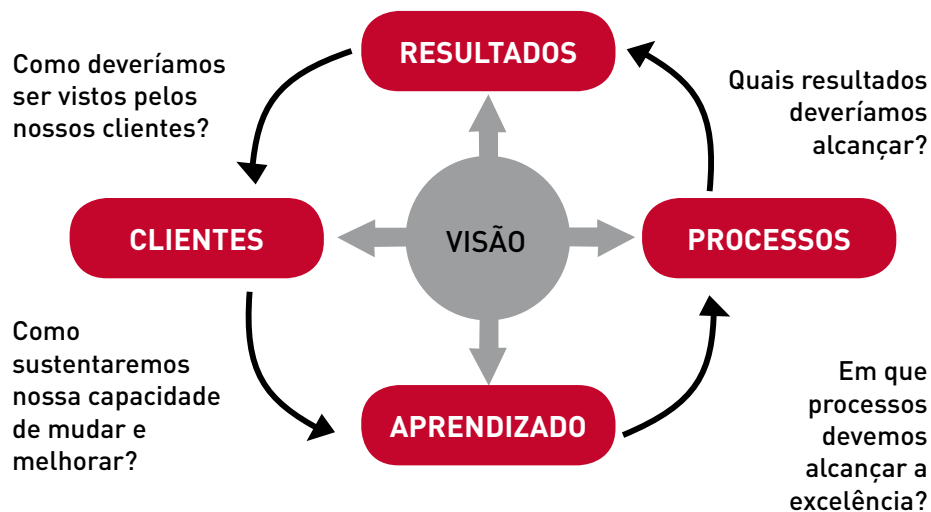 RESULTADOS
Como deveríamos
ser vistos pelos
nossos clientes?
Quais resultados
deveríamos
alcançar?
CLIENTES
VISÃO
PROCESSOS
Como
sustentaremos
nossa capacidade
de mudar e
melhorar?
APRENDIZADO
Em que
processos
devemos
alcançar a
excelência?